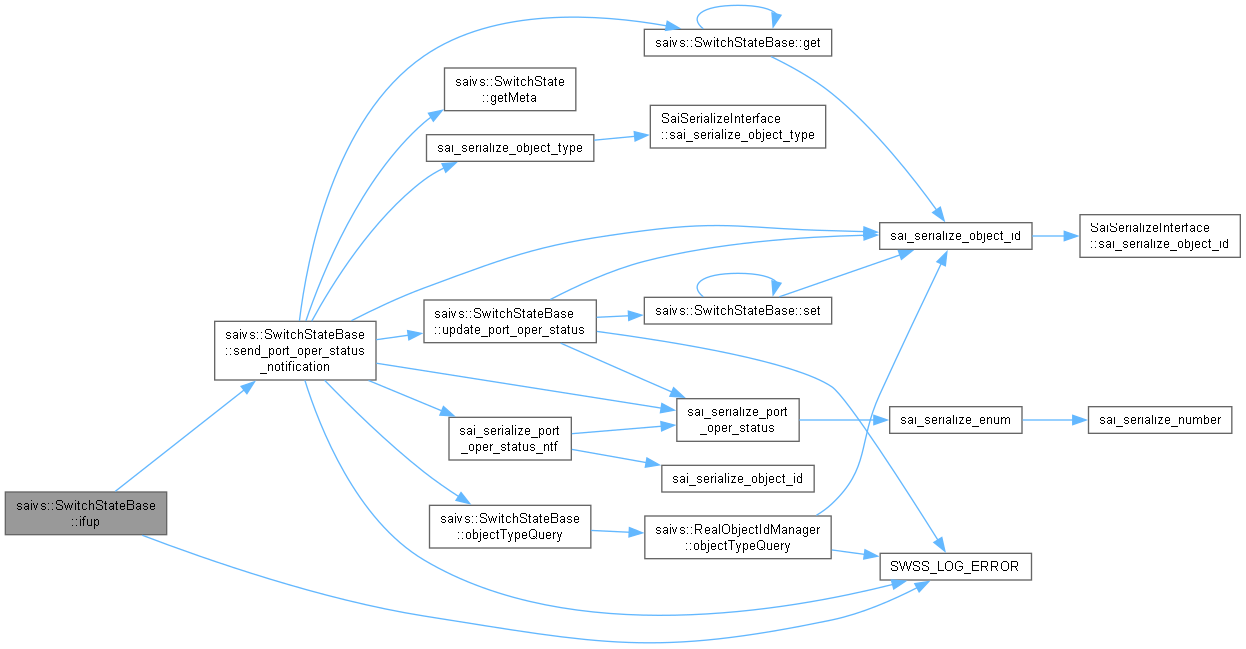 saivs::SwitchStateBase
::ifup
saivs::SwitchStateBase
::send_port_oper_status
_notification
saivs::SwitchStateBase::get
saivs::SwitchState
::getMeta
sai_serialize_object_type
SaiSerializeInterface
::sai_serialize_object_type
sai_serialize_object_id
SaiSerializeInterface
::sai_serialize_object_id
saivs::SwitchStateBase
::update_port_oper_status
saivs::SwitchStateBase::set
sai_serialize_port
_oper_status
sai_serialize_enum
sai_serialize_number
sai_serialize_port
_oper_status_ntf
sai_serialize_object_id
saivs::SwitchStateBase
::objectTypeQuery
saivs::RealObjectIdManager
::objectTypeQuery
SWSS_LOG_ERROR